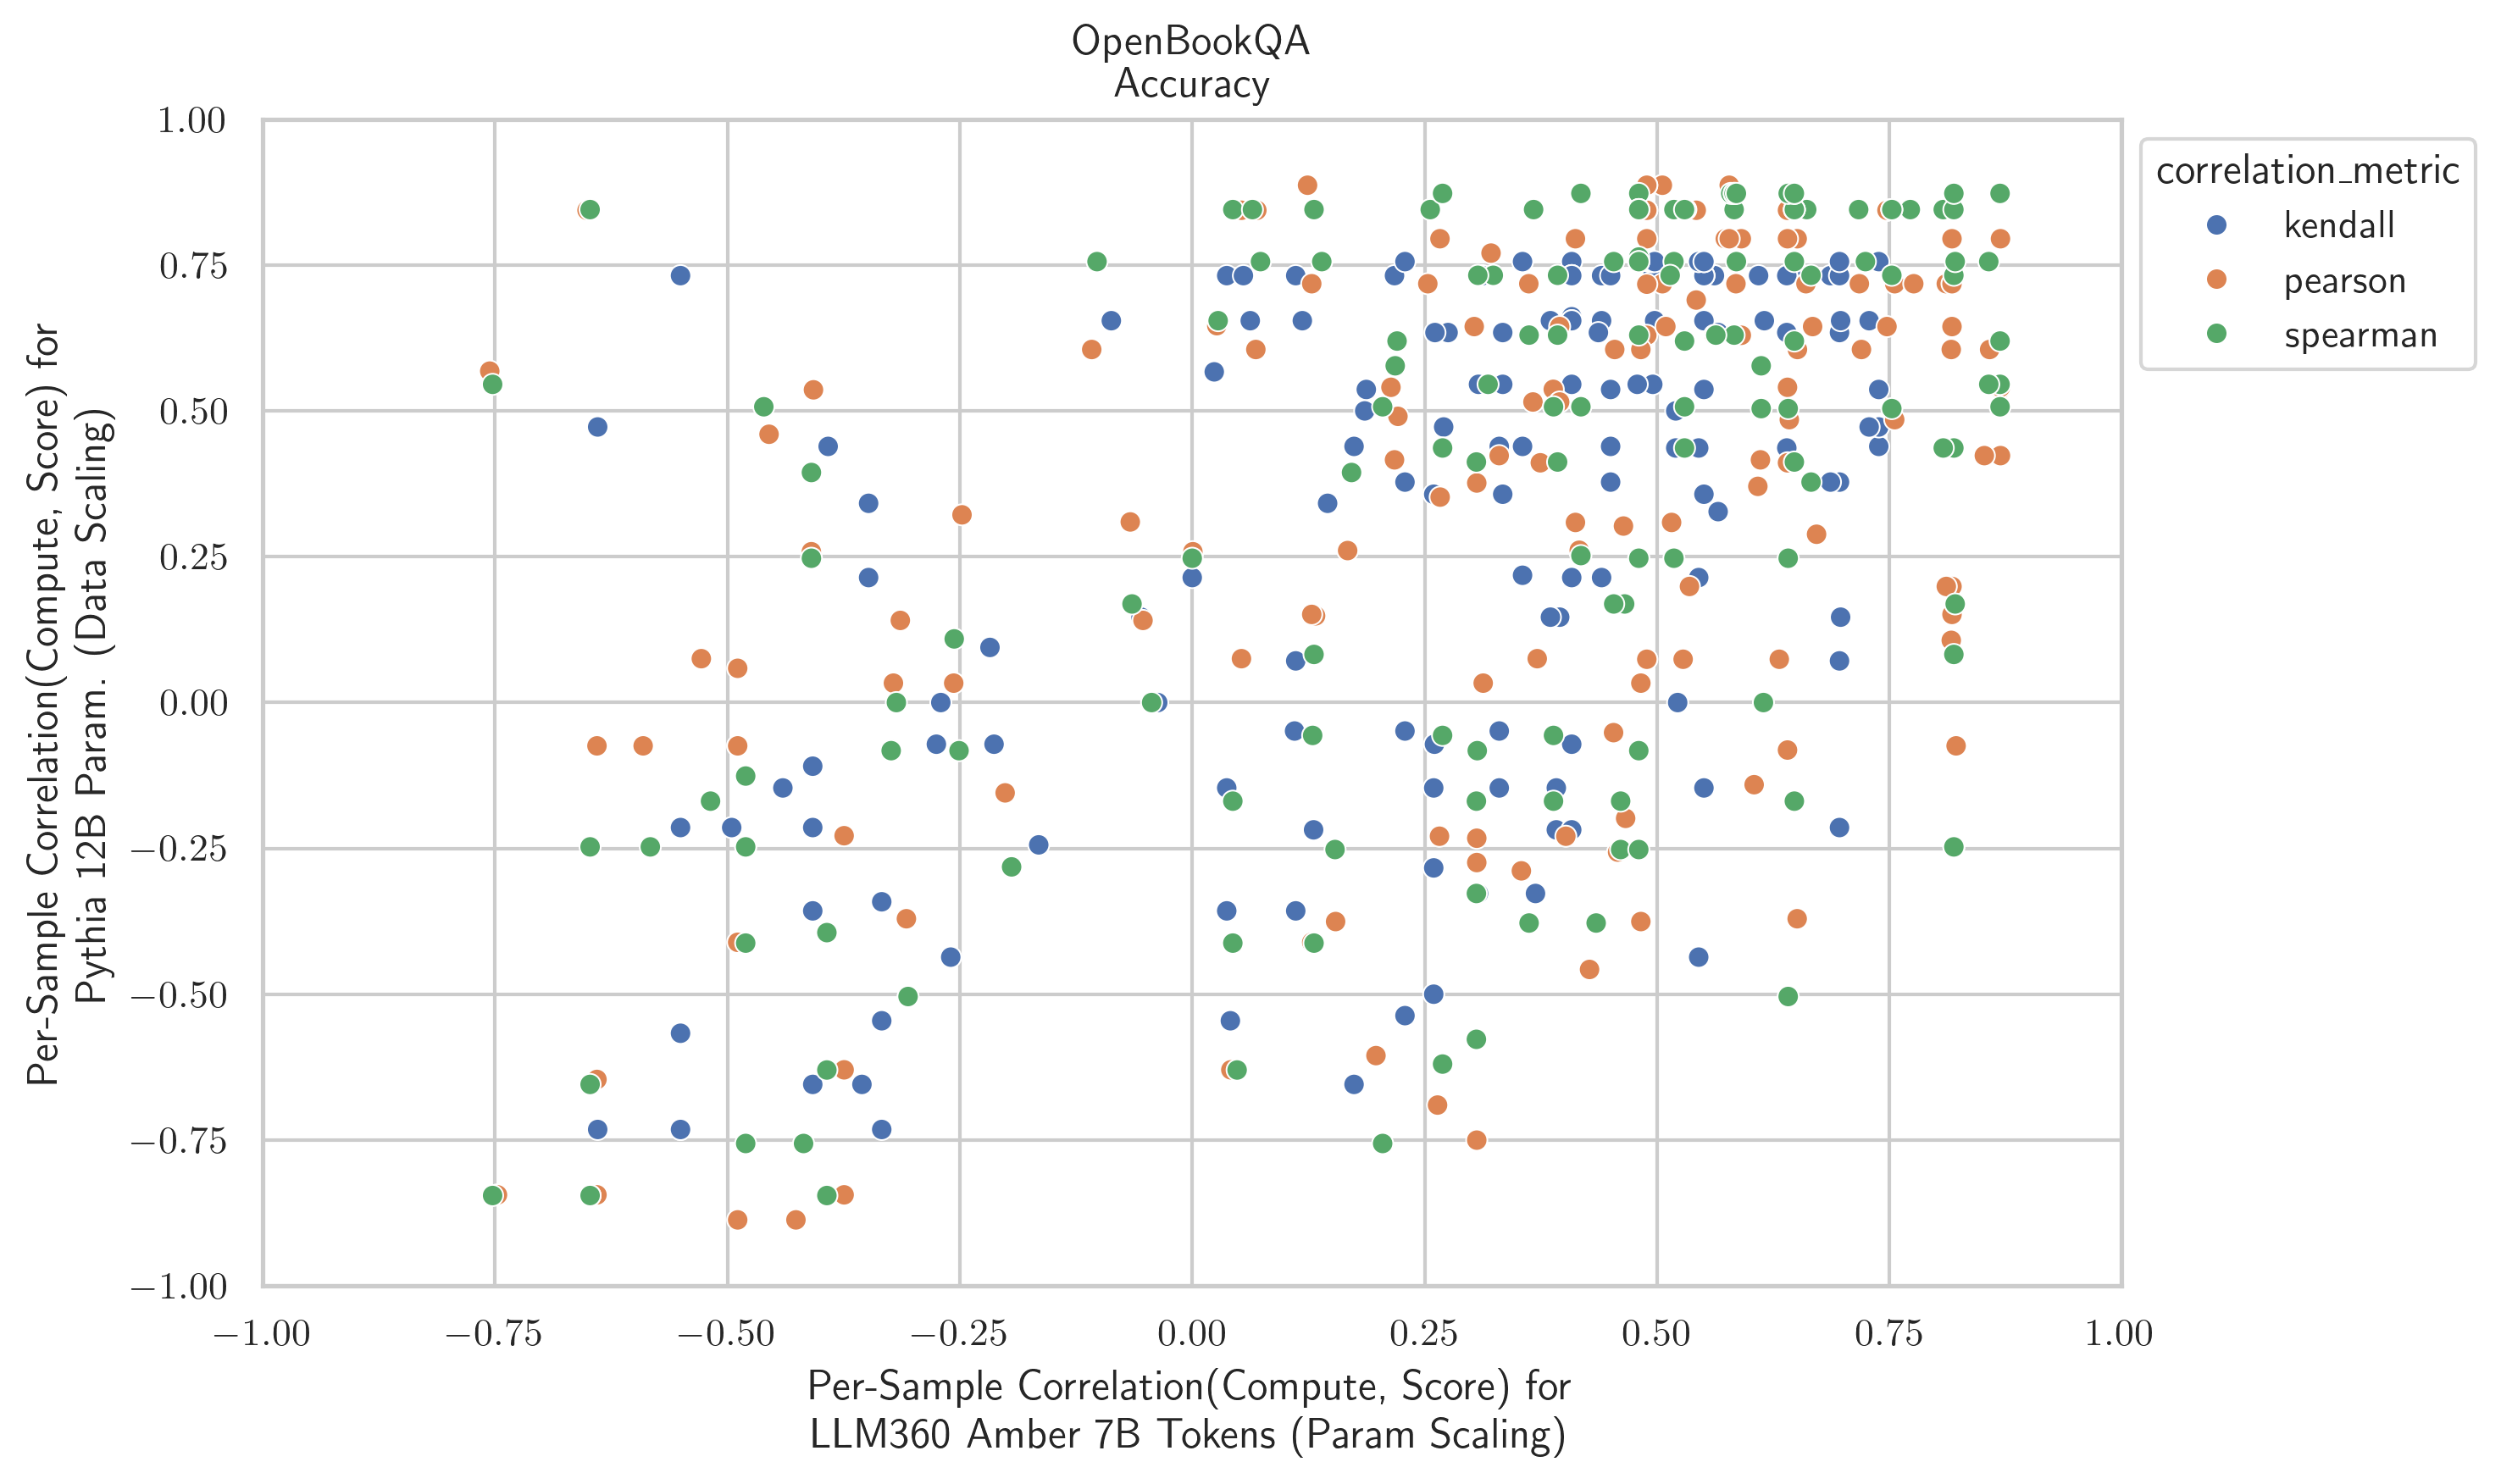 OpenBookQA
Accuracy
1.00
0.75
0.50
0.25
0.00
−0.25
−0.50
−0.75
−1.00
Per-Sample Correlation(Compute, Score) for
Pythia 12B Param. (Data Scaling)
correlation_metric
kendall
pearson
spearman
−1.00 −0.75 −0.50 −0.25 0.00 0.25 0.50 0.75 1.00
Per-Sample Correlation(Compute, Score) for
LLM360 Amber 7B Tokens (Param Scaling)